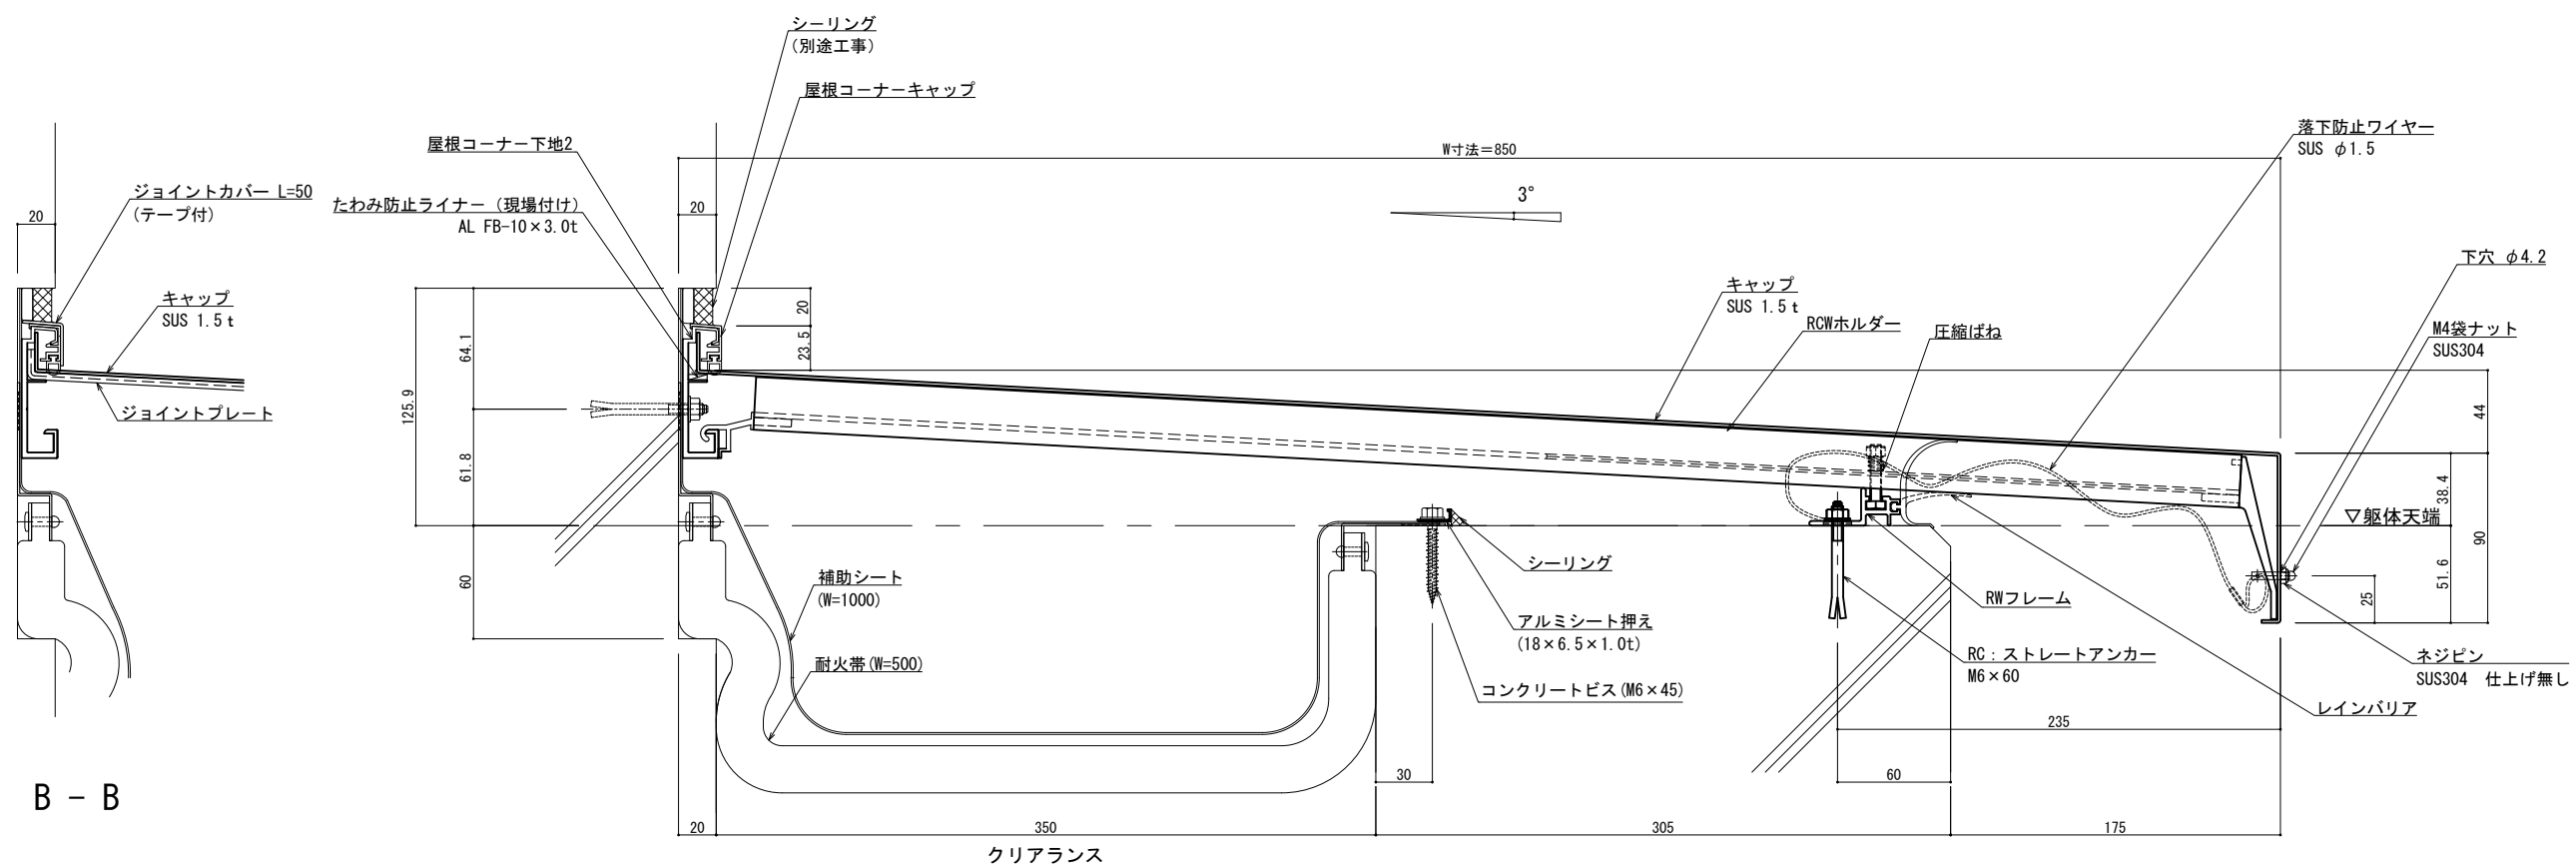 シーリング
(別途工事)
屋根コーナーキャップ
屋根コーナー下地2
たわみ防止ライナー（現場付け）
AL FB-10×3.0t
ジョイントカバー L=50
(テープ付)
20
キャップ
SUS 1.5t
ジョイントプレート
B － B
W寸法＝850
3°
20
20
23.5
64.1
125.9
61.8
60
キャップ
SUS 1.5t
RCWホルダー
圧縮ばね
落下防止ワイヤー
SUS φ1.5
下穴 φ4.2
M4袋ナット
SUS304
44
38.4
▽躯体天端
90
51.6
25
補助シート
(W=1000)
耐火帯(W=500)
シーリング
アルミシート押え
(18×6.5×1.0t)
コンクリートビス(M6×45)
RWフレーム
RC：ストレートアンカー
M6×60
ネジピン
SUS304　仕上げ無し
レインバリア
235
30
60
20
350
305
175
クリアランス